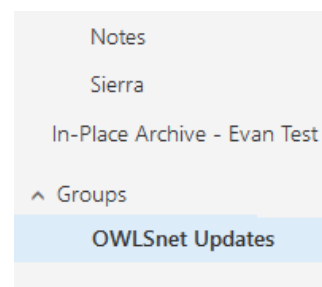 Notes
Sierra
In-Place Archive - Evan Test
Groups
OWLSnet Updates